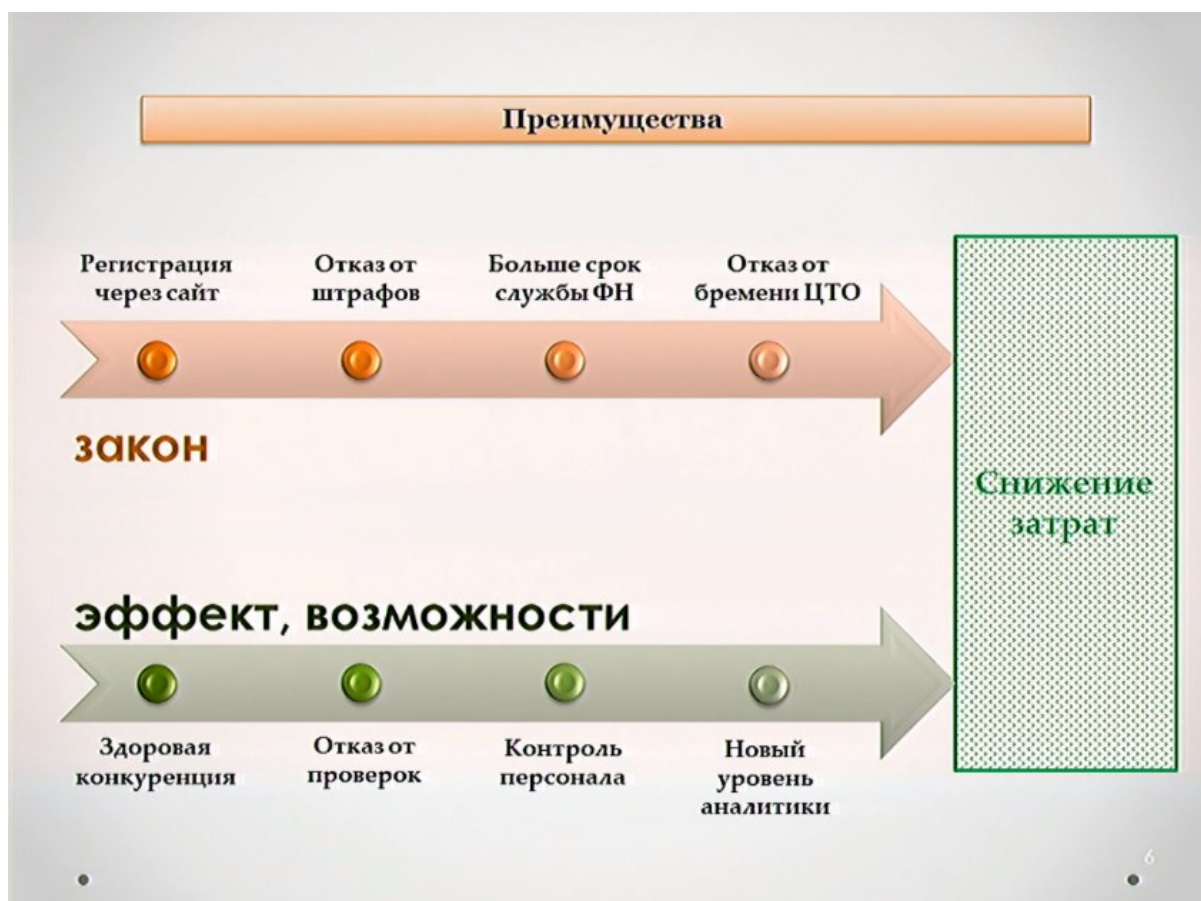 Преимущества
Регистрация
через сайт
Отказ от
штрафов
Больше срок
службы ФН
Отказ от
бремени ЦТО
закон
Снижение
затрат
эффект, возможности
Здоровая
конкуренция
Отказ от
проверок
Контроль
персонала
Новый
уровень
аналитики
6